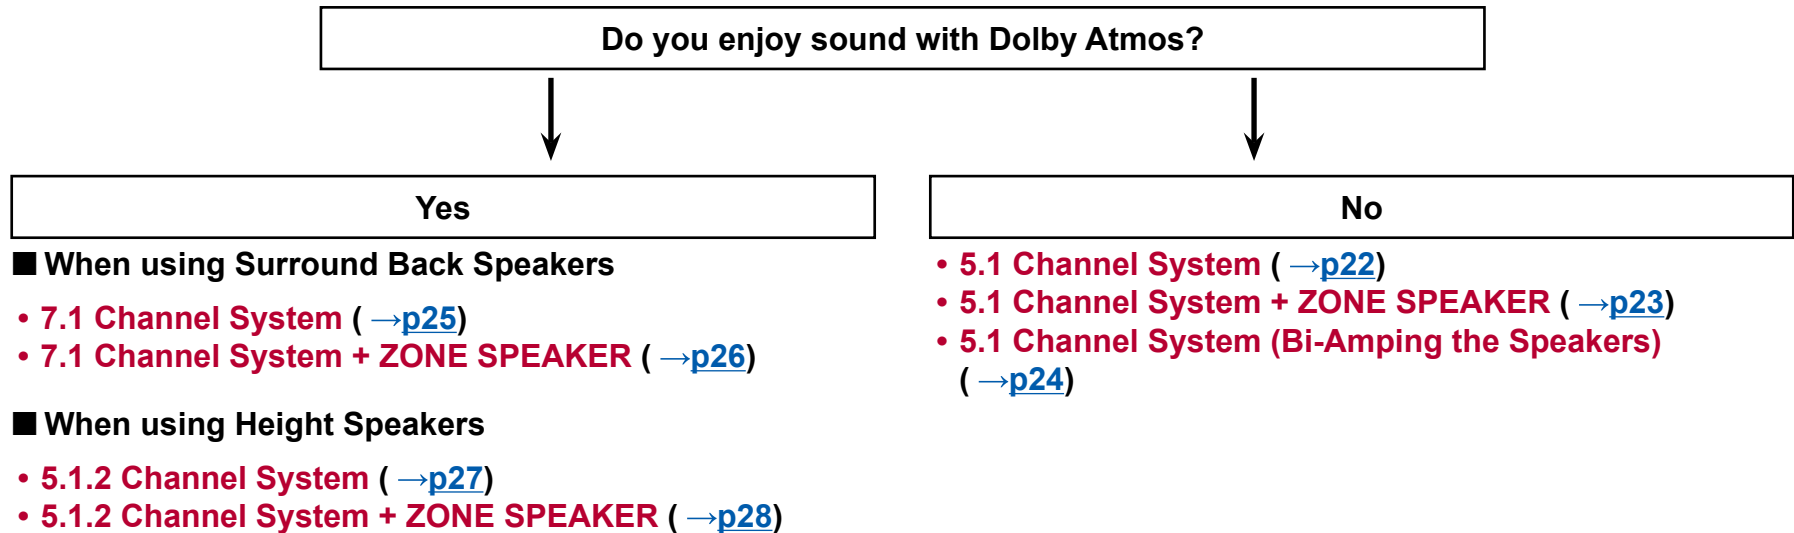 Do you enjoy sound with Dolby Atmos?
Yes
■ When using Surround Back Speakers
• 7.1 Channel System ( →p25)
• 7.1 Channel System + ZONE SPEAKER ( →p26)
■ When using Height Speakers
• 5.1.2 Channel System ( →p27)
• 5.1.2 Channel System + ZONE SPEAKER ( →p28)
No
• 5.1 Channel System ( →p22)
• 5.1 Channel System + ZONE SPEAKER ( →p23)
• 5.1 Channel System (Bi-Amping the Speakers)
( →p24)